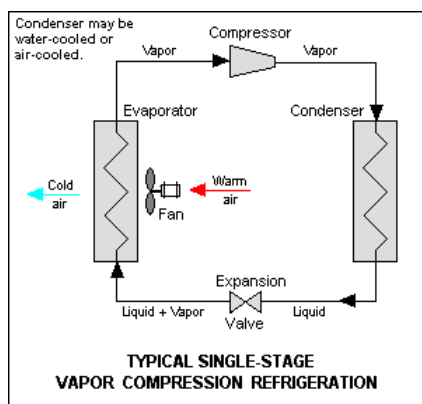 Condenser may be
water-cooled or
air-cooled.
Compressor
Vapor
Vapor
Evaporator
Condenser
Cold
air
Warm
air
Fan
Expansion
Valve
Liquid + Vapor
Liquid
TYPICAL SINGLE-STAGE
VAPOR COMPRESSION REFRIGERATION